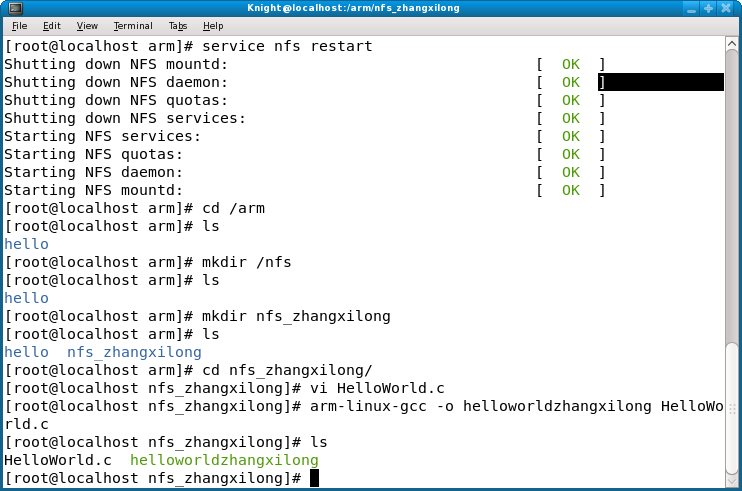 Knight@localhost:/arm/nfs_zhangxilong
File Edit View Terminal Tabs Help
[root@localhost arm]# service nfs restart
Shutting down NFS mountd: [ OK ]
Shutting down NFS daemon: [ OK ]
Shutting down NFS quotas: [ OK ]
Shutting down NFS services: [ OK ]
Starting NFS services: [ OK ]
Starting NFS quotas: [ OK ]
Starting NFS daemon: [ OK ]
Starting NFS mountd: [ OK ]
[root@localhost arm]# cd /arm
[root@localhost arm]# ls
hello
[root@localhost arm]# mkdir /nfs
[root@localhost arm]# ls
hello
[root@localhost arm]# mkdir nfs_zhangxilong
[root@localhost arm]# ls
hello nfs_zhangxilong
[root@localhost arm]# cd nfs_zhangxilong/
[root@localhost nfs_zhangxilong]# vi HelloWorld.c
[root@localhost nfs_zhangxilong]# arm-linux-gcc -o helloworldzhangxilong HelloWo
rld.c
[root@localhost nfs_zhangxilong]# ls
HelloWorld.c helloworldzhangxilong
[root@localhost nfs_zhangxilong]#